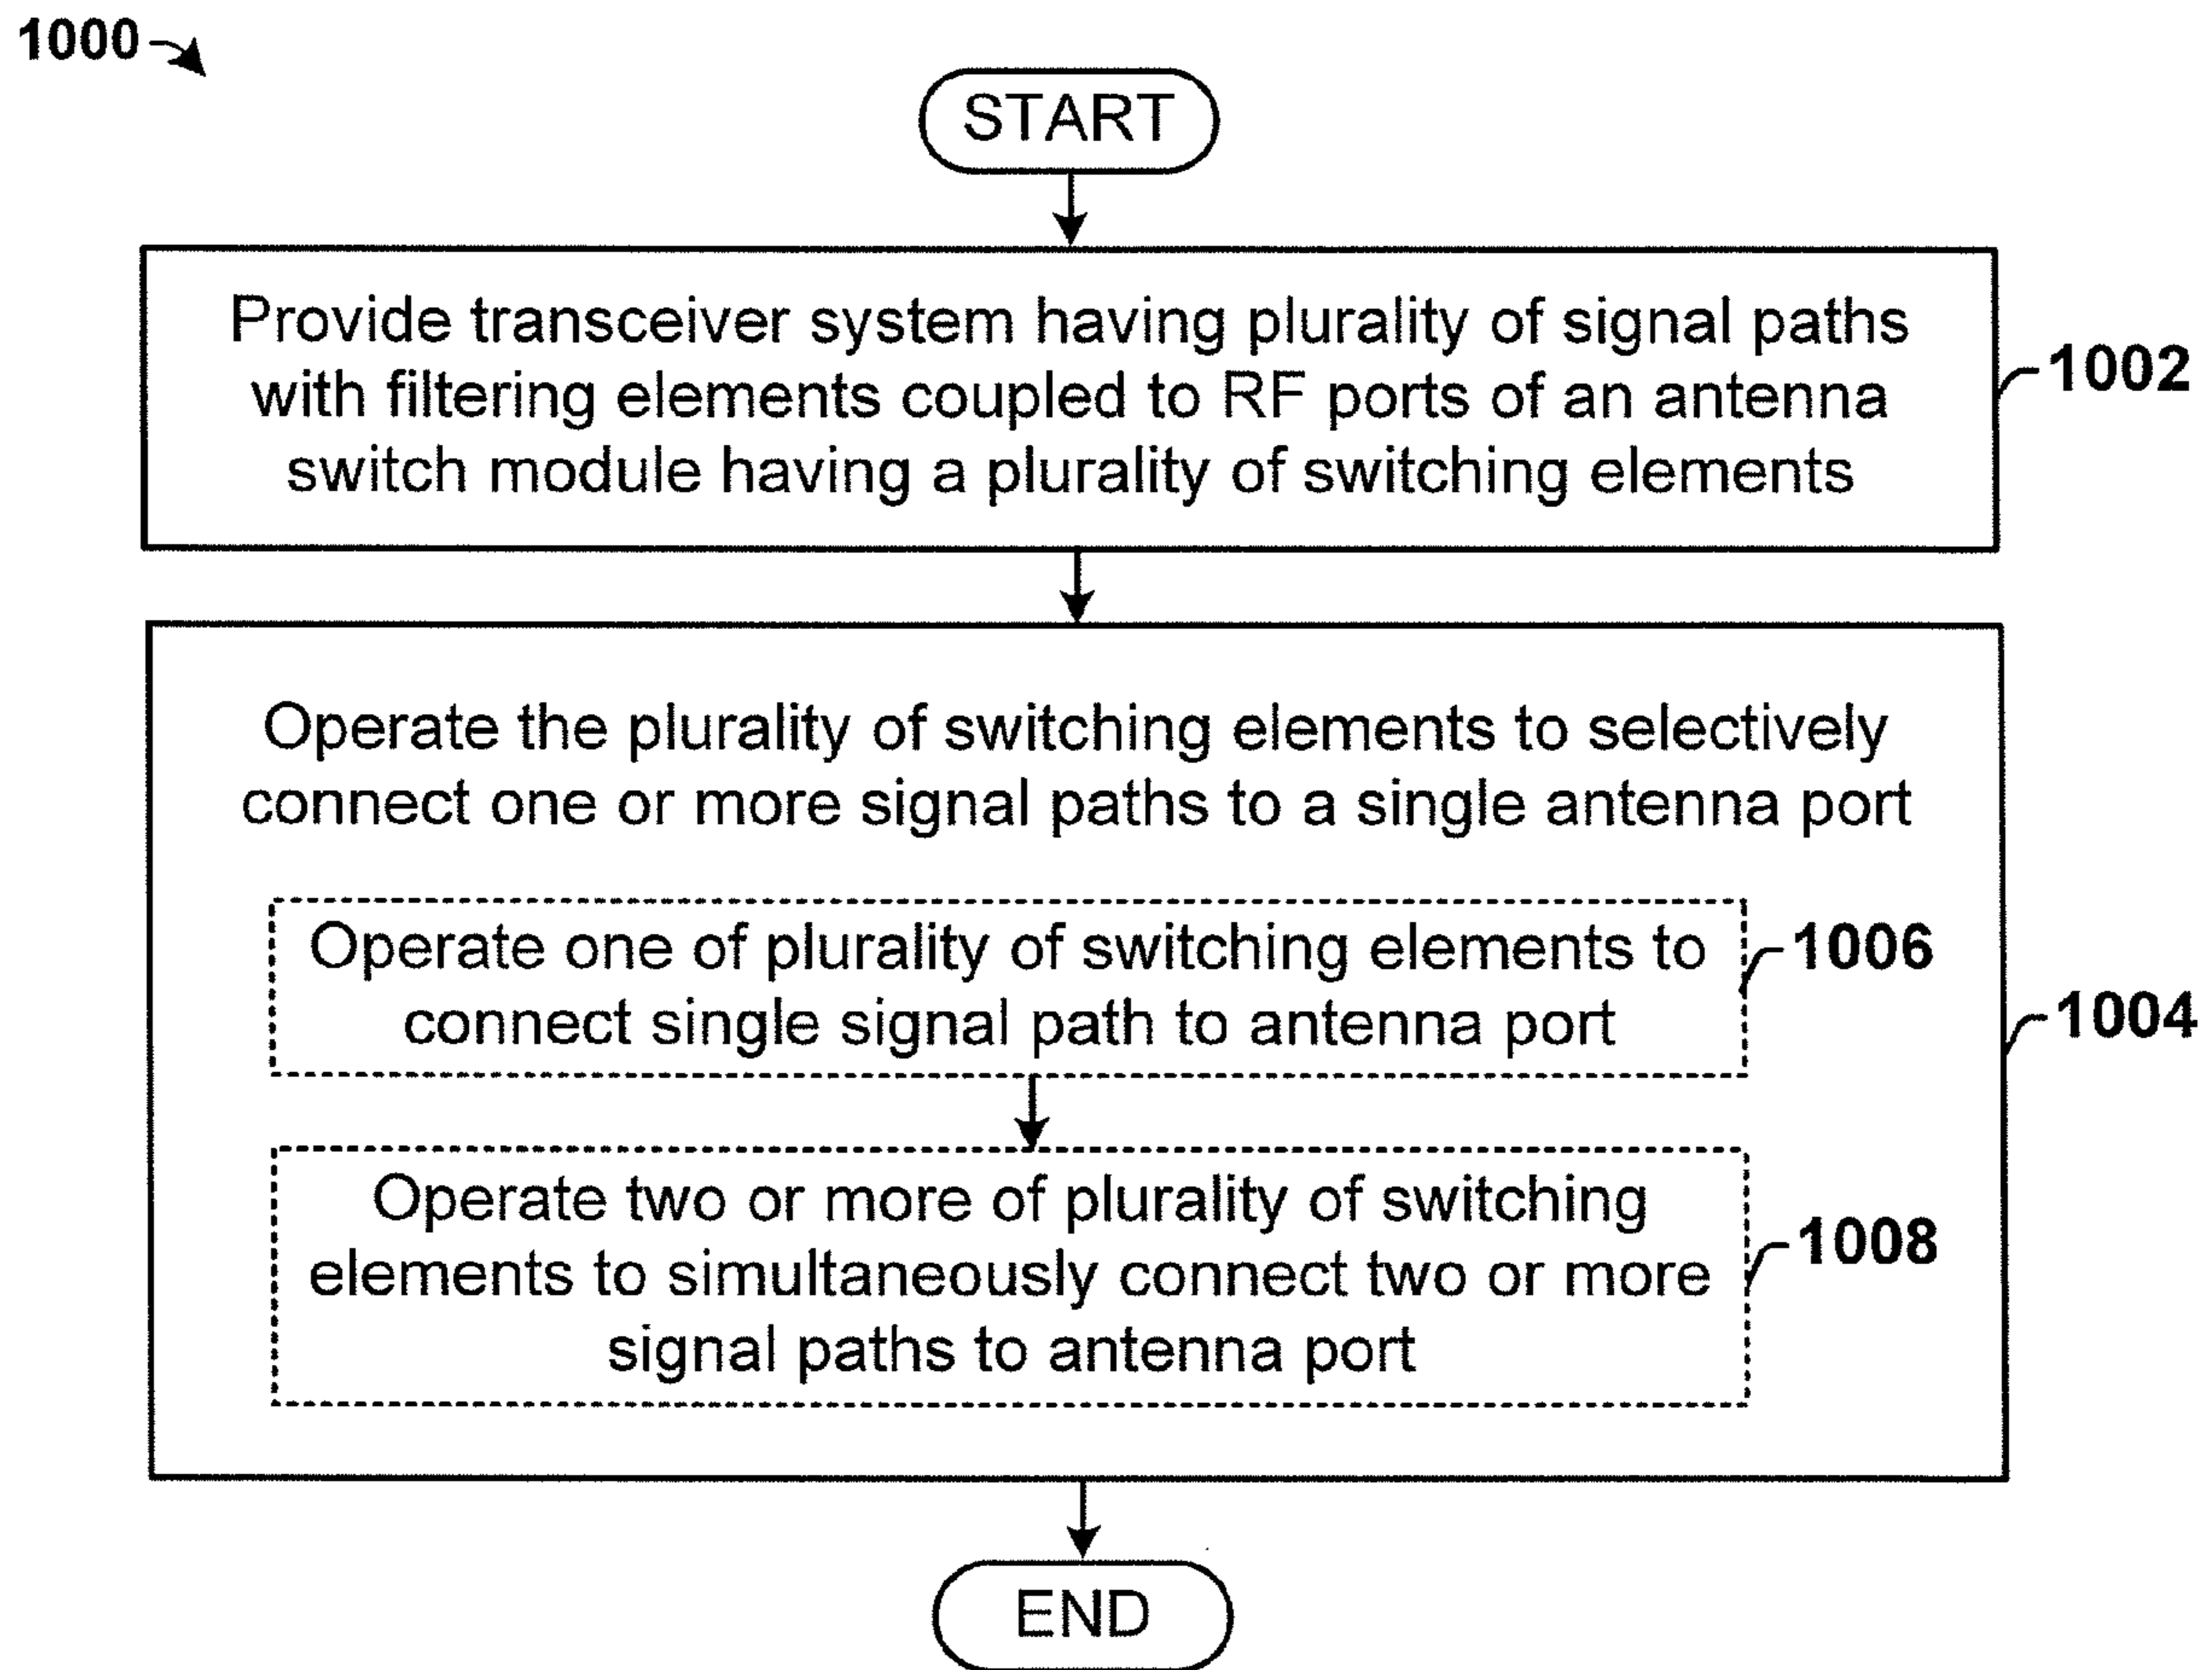 1000
START
Provide transceiver system having plurality of signal paths
with filtering elements coupled to RF ports of an antenna
switch module having a plurality of switching elements
1002
Operate the plurality of switching elements to selectively
connect one or more signal paths to a single antenna port
Operate one of plurality of switching elements to
connect single signal path to antenna port
1006
1004
Operate two or more of plurality of switching
elements to simultaneously connect two or more
signal paths to antenna port
1008
END